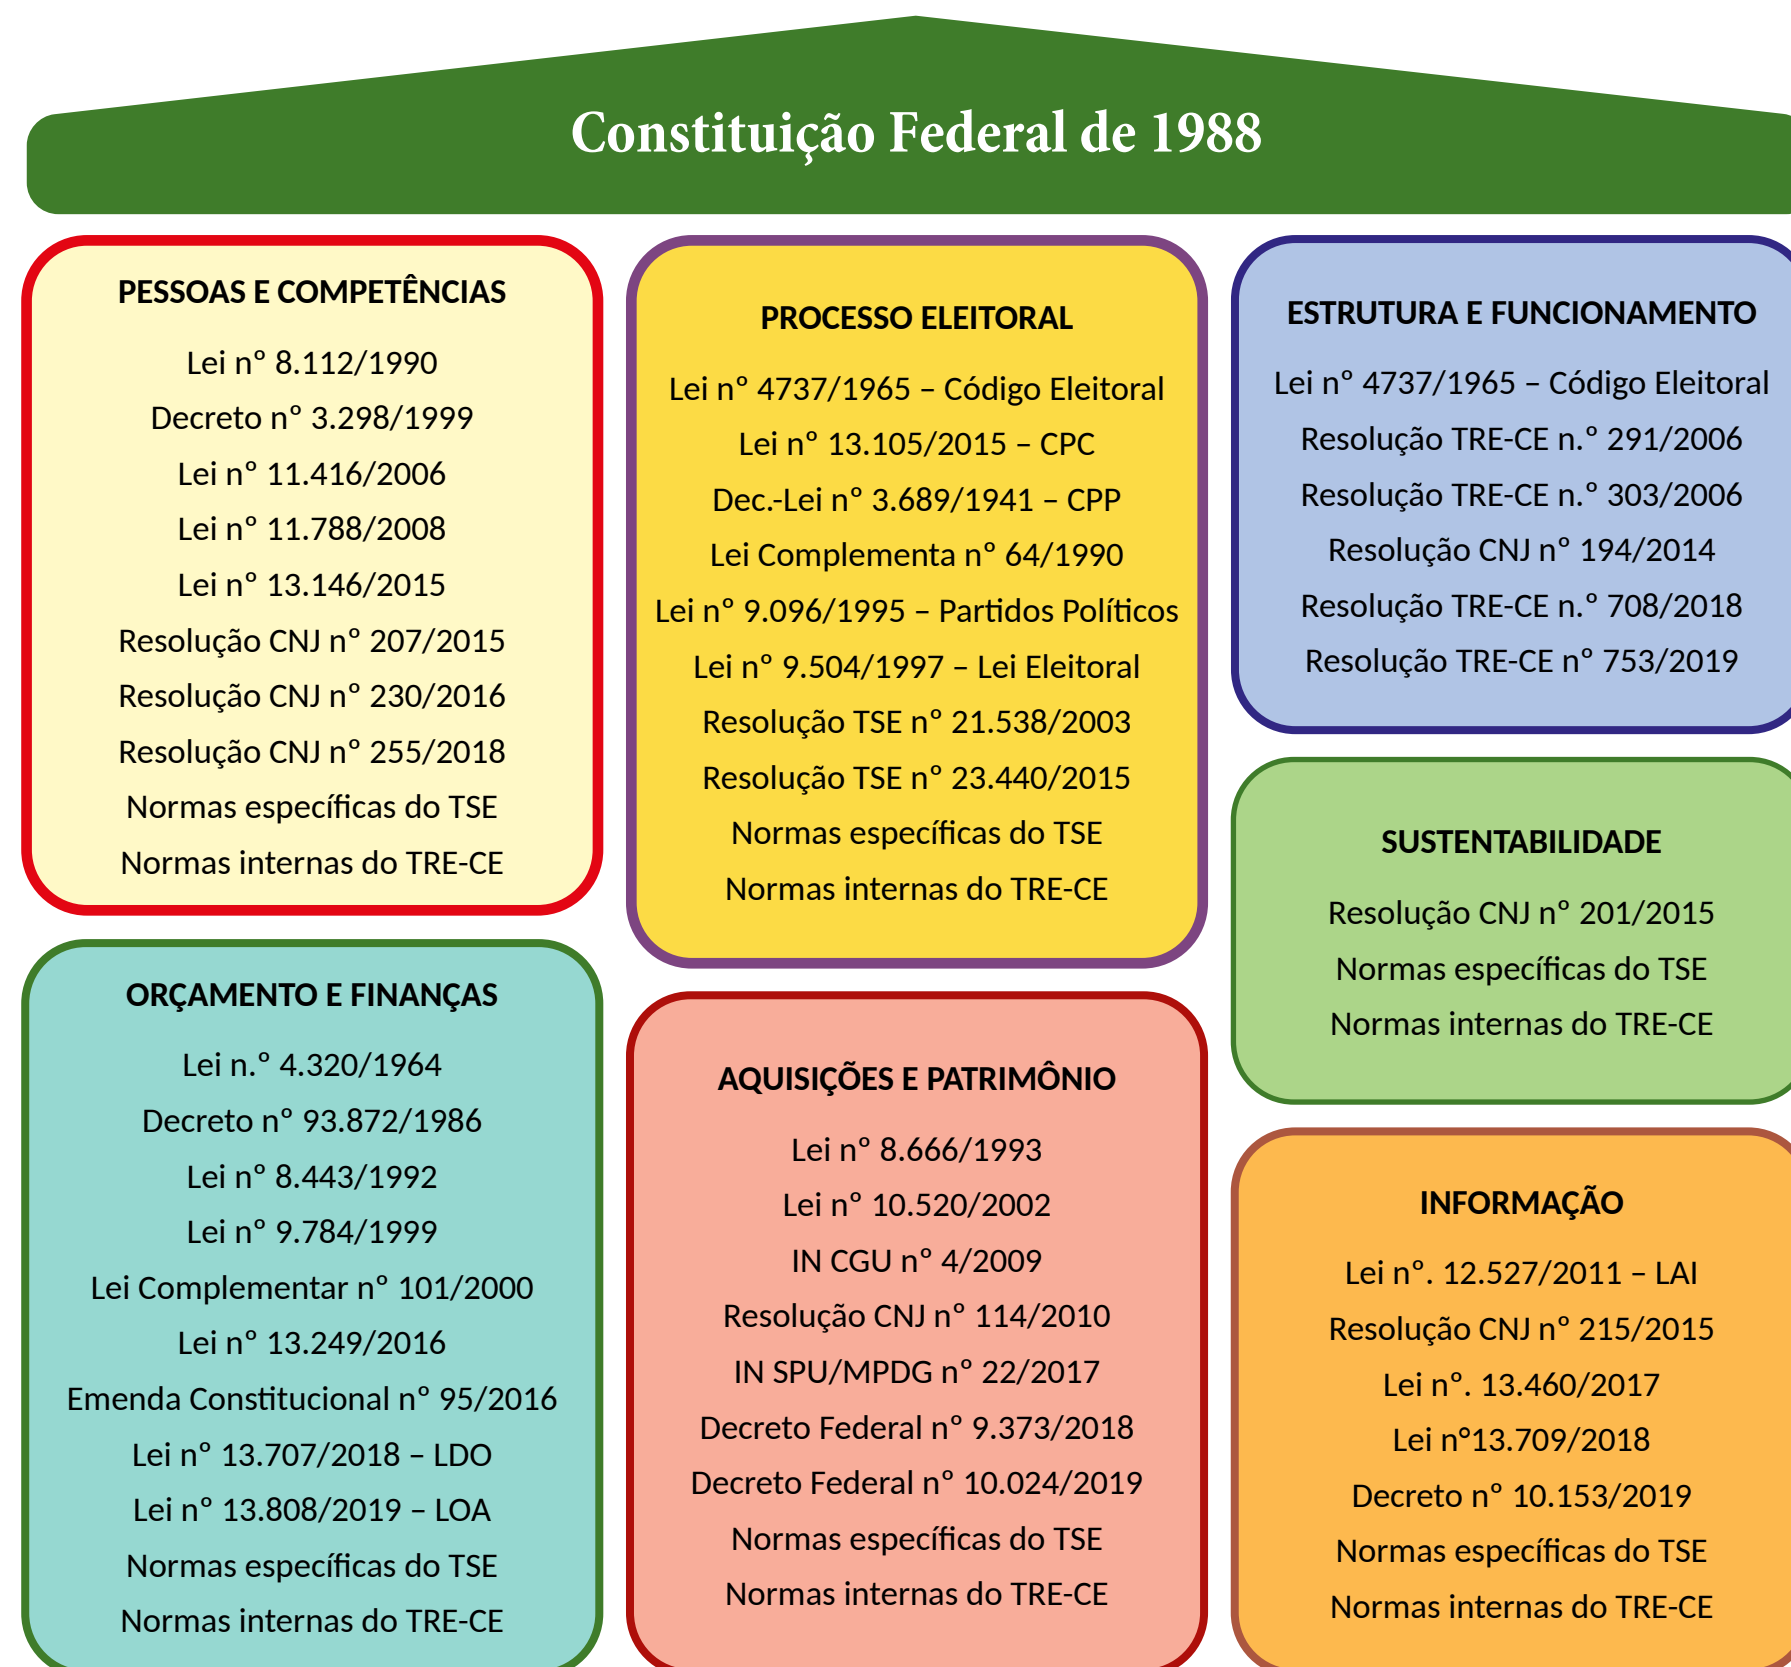 Constituição Federal de 1988
PESSOAS E COMPETÊNCIAS
Lei nº 8.112/1990
Decreto nº 3.298/1999
Lei nº 11.416/2006
Lei nº 11.788/2008
Lei nº 13.146/2015
Resolução CNJ nº 207/2015
Resolução CNJ nº 230/2016
Resolução CNJ nº 255/2018
Normas específicas do TSE
Normas internas do TRE-CE
ORÇAMENTO E FINANÇAS
Lei n.º 4.320/1964
Decreto nº 93.872/1986
Lei nº 8.443/1992
Lei nº 9.784/1999
Lei Complementar nº 101/2000
Lei nº 13.249/2016
Emenda Constitucional nº 95/2016
Lei nº 13.707/2018 – LDO
Lei nº 13.808/2019 – LOA
Normas específicas do TSE
Normas internas do TRE-CE
PROCESSO ELEITORAL
Lei nº 4737/1965 – Código Eleitoral
Lei nº 13.105/2015 – CPC
Dec.-Lei nº 3.689/1941 – CPP
Lei Complementa nº 64/1990
Lei nº 9.096/1995 – Partidos Políticos
Lei nº 9.504/1997 – Lei Eleitoral
Resolução TSE nº 21.538/2003
Resolução TSE nº 23.440/2015
Normas específicas do TSE
Normas internas do TRE-CE
AQUISIÇÕES E PATRIMÔNIO
Lei nº 8.666/1993
Lei nº 10.520/2002
IN CGU nº 4/2009
Resolução CNJ nº 114/2010
IN SPU/MPDG nº 22/2017
Decreto Federal nº 9.373/2018
Decreto Federal nº 10.024/2019
Normas específicas do TSE
Normas internas do TRE-CE
ESTRUTURA E FUNCIONAMENTO
Lei nº 4737/1965 – Código Eleitoral
Resolução TRE-CE n.º 291/2006
Resolução TRE-CE n.º 303/2006
Resolução CNJ nº 194/2014
Resolução TRE-CE n.º 708/2018
Resolução TRE-CE nº 753/2019
SUSTENTABILIDADE
Resolução CNJ nº 201/2015
Normas específicas do TSE
Normas internas do TRE-CE
INFORMAÇÃO
Lei nº. 12.527/2011 – LAI
Resolução CNJ nº 215/2015
Lei nº. 13.460/2017
Lei n°13.709/2018
Decreto nº 10.153/2019
Normas específicas do TSE
Normas internas do TRE-CE